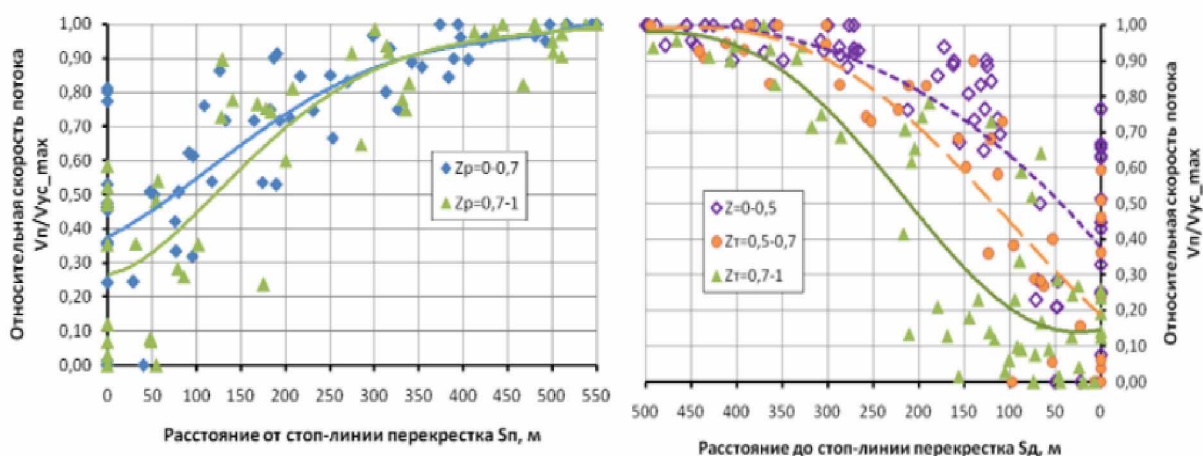 Относительная скорость потока
Vп/Vус_max
1,00
0,90
0,80
0,70
0,60
0,50
0,40
0,30
0,20
0,10
0,00
Zр=0-0,7
Zр=0,7-1
0 50 100 150 200 250 300 350 400 450 500 550
Расстояние от стоп-линии перекрестка Sп, м
Z=0-0,5
Zт=0,5-0,7
Zт=0,7-1
1,00
0,90
0,80
0,70
0,60
0,50
0,40
0,30
0,20
0,10
0,00
Относительная скорость потока
Vп/Vус_max
500 450 400 350 300 250 200 150 100 50 0
Расстояние до стоп-линии перекрестка Sд, м